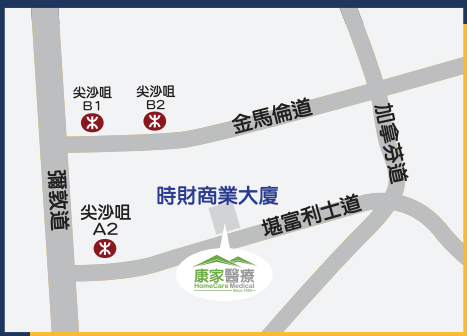 尖沙咀
B1
尖沙咀
B2
金馬倫道
加拿芬道
彌敦道
時財商業大廈
尖沙咀
A2
堪富利士道
康家醫療
HomeCare Medical